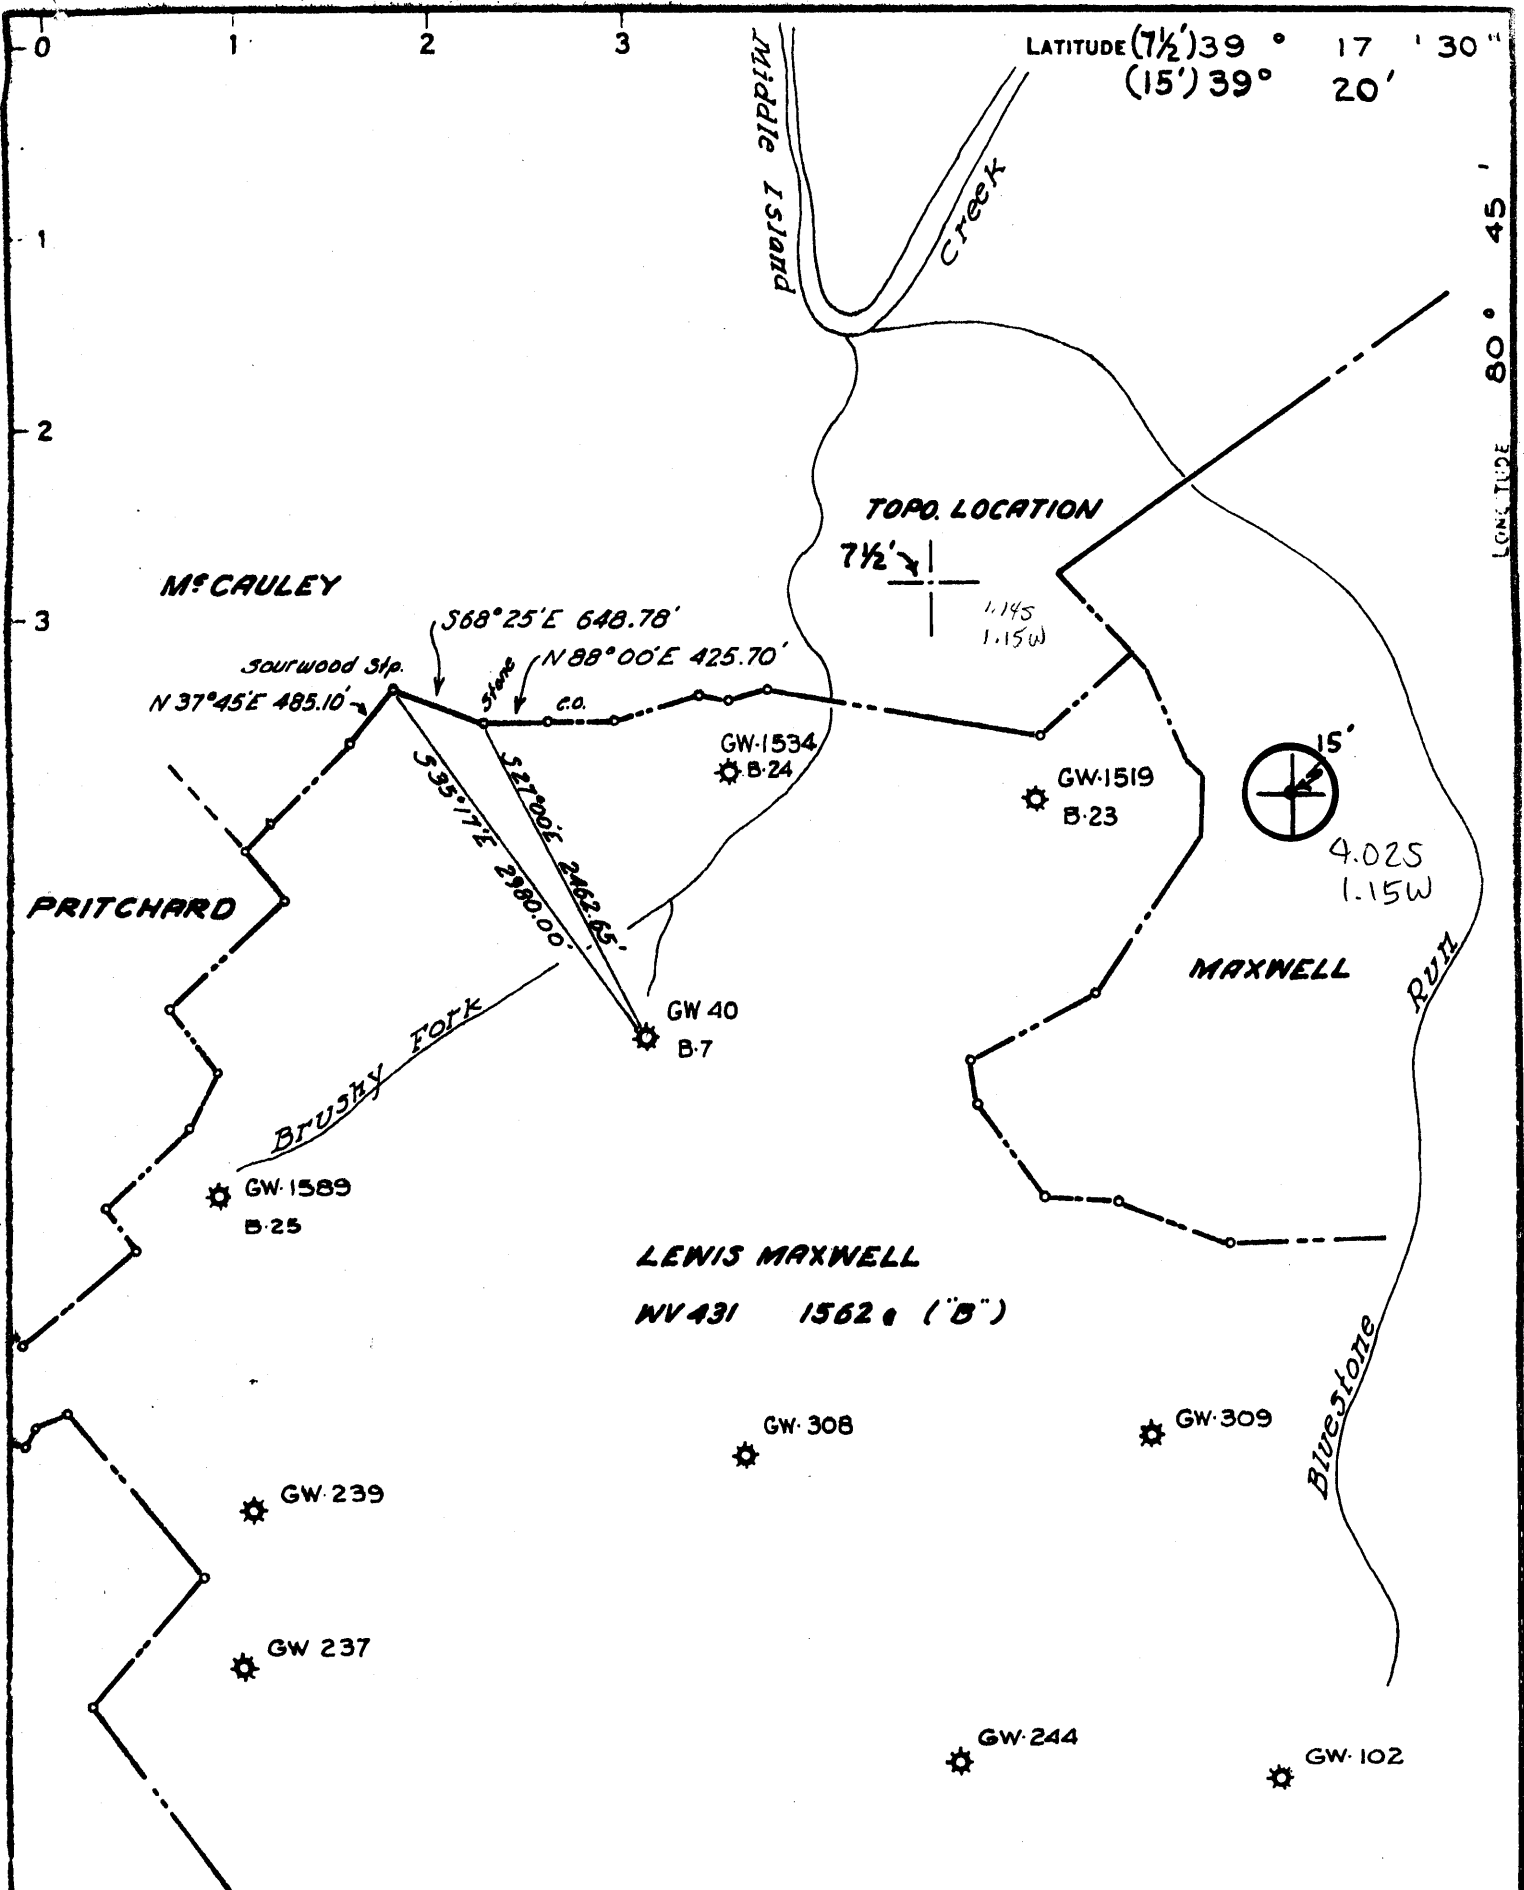 0 1 2 3
LATITUDE (7½') 39 ° 17 ' 30 "
(15') 39° 20'
Middle Island
Creek
1
LONGITUDE 80 ° 45 '
2
TOPO. LOCATION
7½'
McCAULEY
1.14S
1.15W
3
S68°25'E 648.78'
Sourwood Stp.
Stone
N88°00'E 425.70'
N 37°45'E 485.10'
C.O.
GW-1534
B-24
15'
GW-1519
B-23
S35°17'E 2980.00'
S27°00'E 2462.65'
4.02S
1.15W
PRITCHARD
MAXWELL
Bluestone Run
GW 40
B-7
Brushy Fork
GW-1589
B-25
LEWIS MAXWELL
WV 431 1562 a ("B")
GW-308
GW-309
GW-239
GW 237
GW-244
GW-102